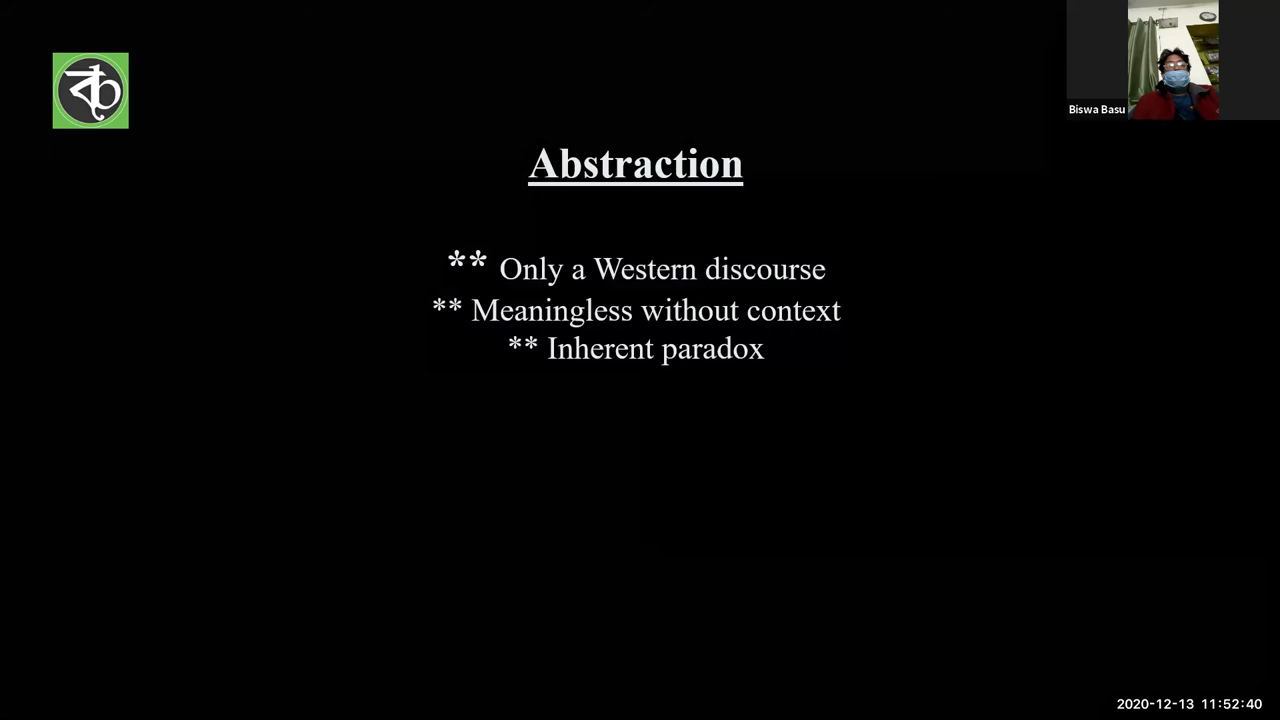 Biswa Basu
Abstraction
** Only a Western discourse
** Meaningless without context
** Inherent paradox
2020-12-13 11:52:40